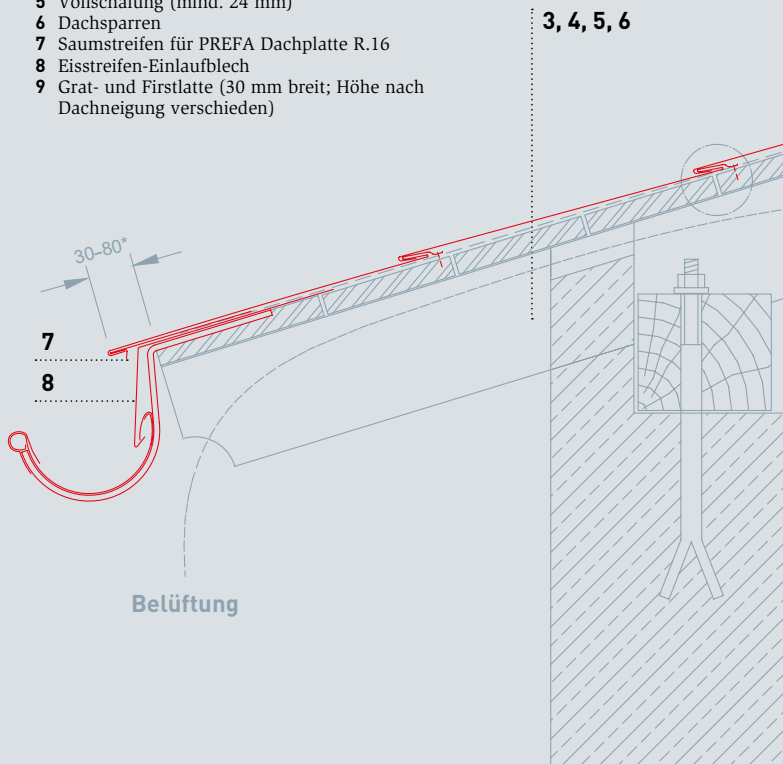 5 Vollschalung (mind. 24 mm)
6 Dachsparren
7 Saumstreifen für PREFA Dachplatte R.16
8 Eisstreifen-Einlaufblech
9 Grat- und Firstlatte (30 mm breit; Höhe nach
Dachneigung verschieden)
3, 4, 5, 6
30–80*
7
8
Belüftung